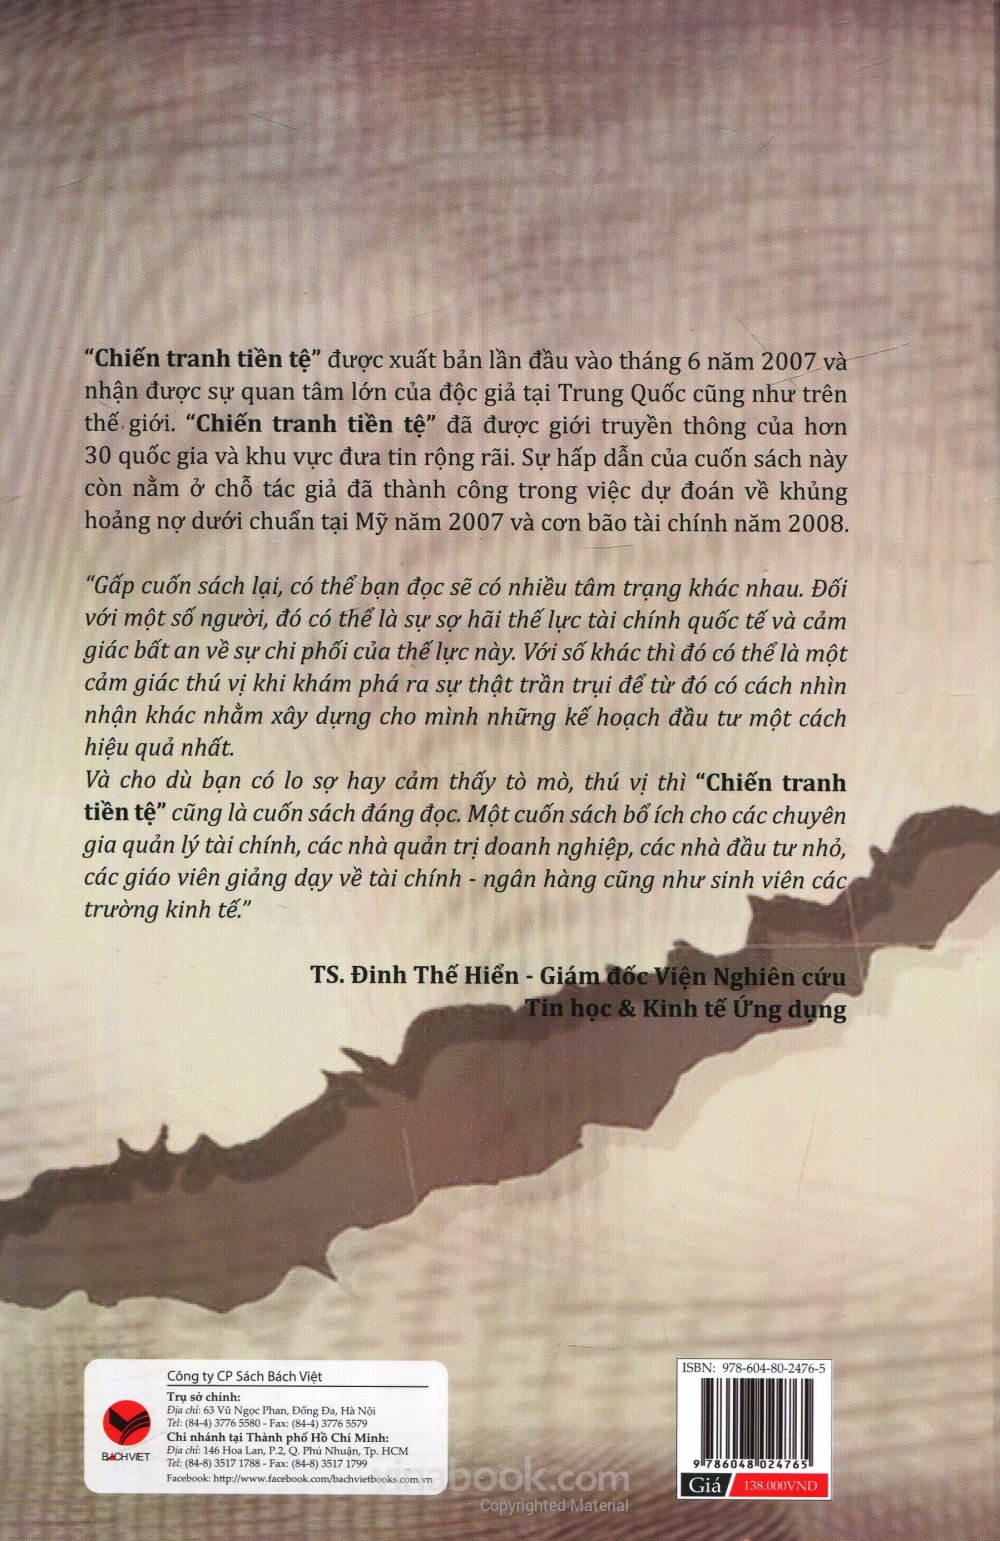 “Chiến tranh tiền tệ” được xuất bản lần đầu vào tháng 6 năm 2007 và
nhận được sự quan tâm lớn của độc giả tại Trung Quốc cũng như trên
thế giới. “Chiến tranh tiền tệ” đã được giới truyền thông của hơn
30 quốc gia và khu vực đưa tin rộng rãi. Sự hấp dẫn của cuốn sách này
còn nằm ở chỗ tác giả đã thành công trong việc dự đoán về khủng
hoảng nợ dưới chuẩn tại Mỹ năm 2007 và cơn bão tài chính năm 2008.
“Gấp cuốn sách lại, có thể bạn đọc sẽ có nhiều tâm trạng khác nhau. Đối
với một số người, đó có thể là sự sợ hãi thế lực tài chính quốc tế và cảm
giác bất an về sự chi phối của thế lực này. Với số khác thì đó có thể là một
cảm giác thú vị khi khám phá ra sự thật trần trụi để từ đó có cách nhìn
nhận khác nhằm xây dựng cho mình những kế hoạch đầu tư một cách
hiệu quả nhất.
Và cho dù bạn có lo sợ hay cảm thấy tò mò, thú vị thì “Chiến tranh
tiền tệ” cũng là cuốn sách đáng đọc. Một cuốn sách bổ ích cho các chuyên
gia quản lý tài chính, các nhà quản trị doanh nghiệp, các nhà đầu tư nhỏ,
các giáo viên giảng dạy về tài chính - ngân hàng cũng như sinh viên các
trường kinh tế.”
TS. Đinh Thế Hiển - Giám đốc Viện Nghiên cứu
Tin học & Kinh tế Ứng dụng
Công ty CP Sách Bách Việt
Trụ sở chính:
Địa chỉ: 63 Vũ Ngọc Phan, Đống Đa, Hà Nội
Tel: (84-4) 3776 5580 - Fax: (84-4) 3776 5579
Chi nhánh tại Thành phố Hồ Chí Minh:
Địa chỉ: 146 Hoa Lan, P.2, Q. Phú Nhuận, Tp. HCM
Tel: (84-8) 3517 1788 - Fax: (84-8) 3517 1799
Facebook: http://www.facebook.com/bachvietbooks.com.vn
BACHVIET
ISBN: 978-604-80-2476-5
9 786048 024765
Giá 138.000VND
vinabook.com
Copyrighted Material